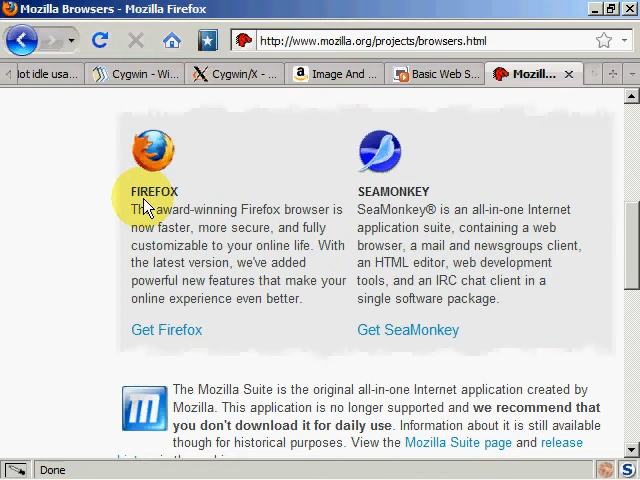 Mozilla Browsers - Mozilla Firefox
http://www.mozilla.org/projects/browsers.html
lot idle usa...
Cygwin - Wi...
Cygwin/X - ...
Image And ...
Basic Web S...
Mozill...
FIREFOX
The award-winning Firefox browser is
now faster, more secure, and fully
customizable to your online life. With
the latest version, we've added
powerful new features that make your
online experience even better.
Get Firefox
SEAMONKEY
SeaMonkey® is an all-in-one Internet
application suite, containing a web
browser, a mail and newsgroups client,
an HTML editor, web development
tools, and an IRC chat client in a
single software package.
Get SeaMonkey
The Mozilla Suite is the original all-in-one Internet application created by
Mozilla. This application is no longer supported and we recommend that
you don't download it for daily use. Information about it is still available
though for historical purposes. View the Mozilla Suite page and release
Done